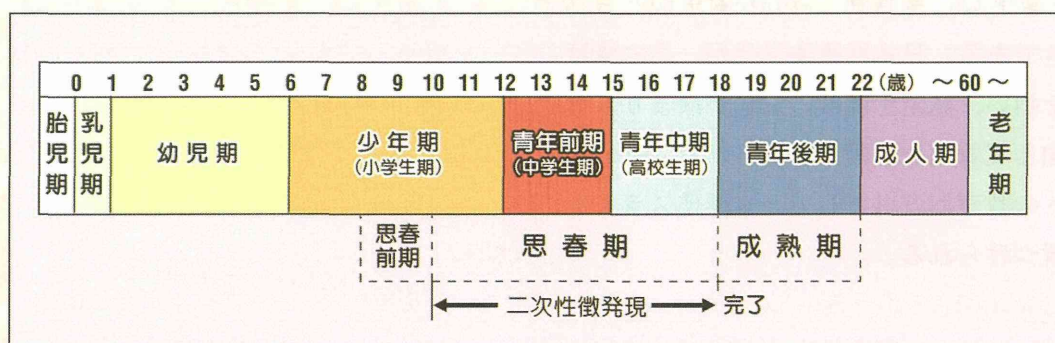 0 1 2 3 4 5 6 7 8 9 10 11 12 13 14 15 16 17 18 19 20 21 22(歳) ～60～
胎児期
乳児期
幼児期
少年期
(小学生期)
青年前期
(中学生期)
青年中期
(高校生期)
青年後期
成人期
老年期
思春
前期
思春期
成熟期
二次性徴発現
完了